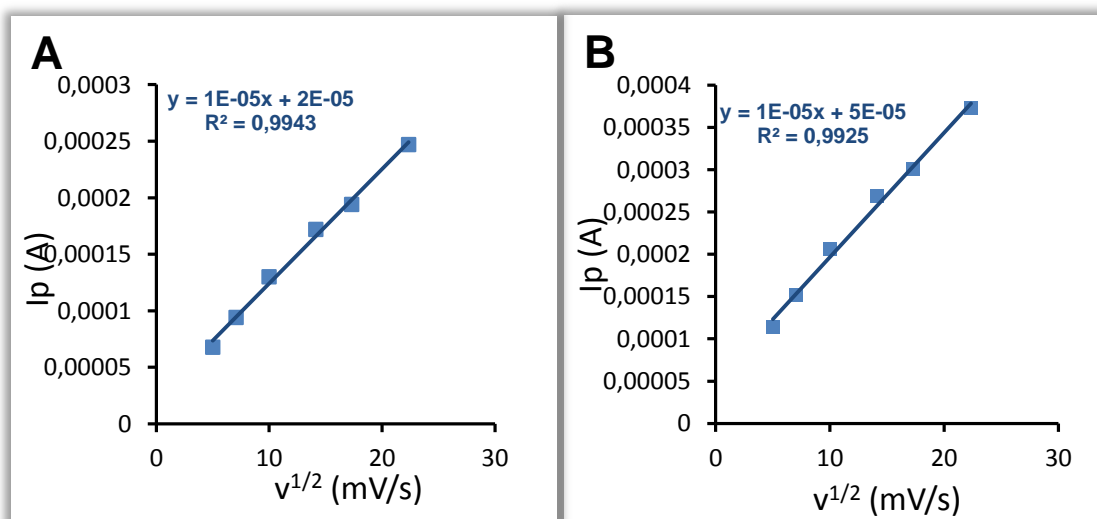 A
y = 1E-05x + 2E-05
R² = 0,9943
Ip (A)
0,0003
0,00025
0,0002
0,00015
0,0001
0,00005
0
0 10 20 30
v^1/2 (mV/s)
B
y = 1E-05x + 5E-05
R² = 0,9925
Ip (A)
0,0004
0,00035
0,0003
0,00025
0,0002
0,00015
0,0001
0,00005
0
0 10 20 30
v^1/2 (mV/s)